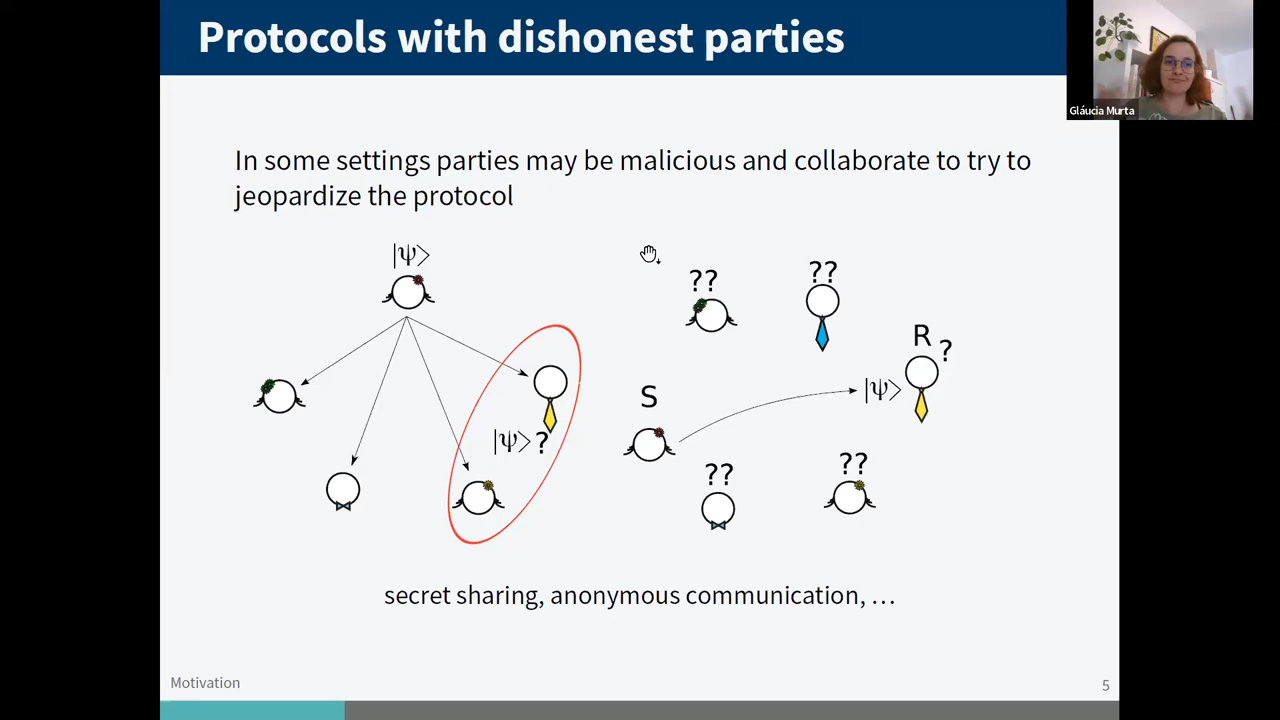 Protocols with dishonest parties
Gláucia Murta
In some settings parties may be malicious and collaborate to try to
jeopardize the protocol
|ψ>
|ψ>?
??
??
R
?
|ψ>
S
??
??
secret sharing, anonymous communication, …
Motivation
5